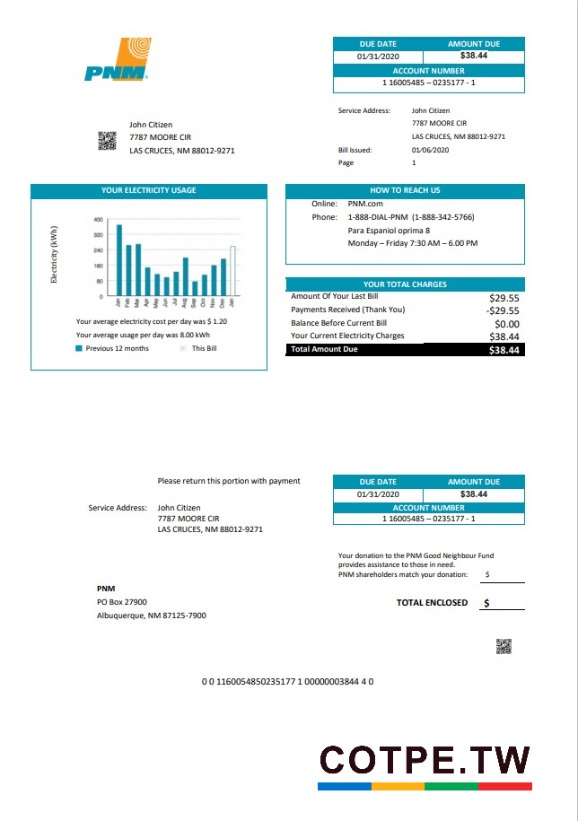 PNM
DUE DATE AMOUNT DUE
01/31/2020 $38.44
ACCOUNT NUMBER
1 16005485 – 0235177 - 1
Service Address: John Citizen
7787 MOORE CIR
LAS CRUCES, NM 88012-9271
Bill Issued: 01/06/2020
Page 1
John Citizen
7787 MOORE CIR
LAS CRUCES, NM 88012-9271
YOUR ELECTRICITY USAGE
Electricity (kWh)
400
320
240
160
80
0
Jan Feb Mar Apr May Jun Jul Aug Sep Oct Nov Dec Jan
Your average electricity cost per day was $ 1.20
Your average usage per day was 8.00 kWh
Previous 12 months This Bill
HOW TO REACH US
Online: PNM.com
Phone: 1-888-DIAL-PNM (1-888-342-5766)
Para Espaniol oprima 8
Monday – Friday 7:30 AM – 6.00 PM
YOUR TOTAL CHARGES
Amount Of Your Last Bill $29.55
Payments Received (Thank You) -$29.55
Balance Before Current Bill $0.00
Your Current Electricity Charges $38.44
Total Amount Due $38.44
Please return this portion with payment
Service Address: John Citizen
7787 MOORE CIR
LAS CRUCES, NM 88012-9271
DUE DATE AMOUNT DUE
01/31/2020 $38.44
ACCOUNT NUMBER
1 16005485 – 0235177 - 1
Your donation to the PNM Good Neighbour Fund
provides assistance to those in need.
PNM shareholders match your donation: $
PNM
PO Box 27900
Albuquerque, NM 87125-7900
TOTAL ENCLOSED $
0 0 1160054850235177 1 00000003844 4 0
COTPE.TW